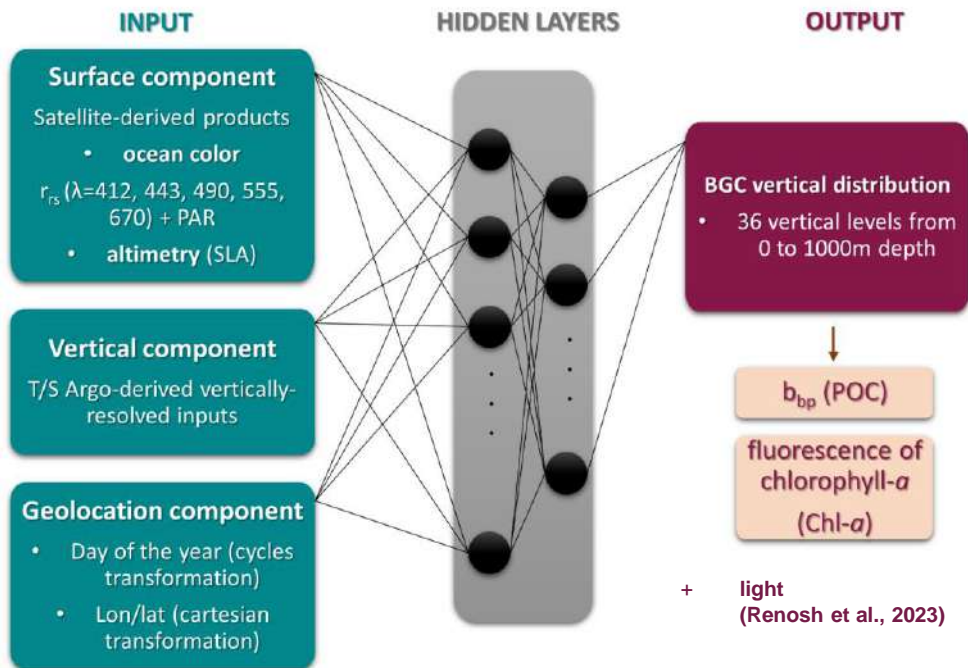 INPUT
HIDDEN LAYERS
OUTPUT
Surface component
Satellite-derived products
• ocean color
rrs (λ=412, 443, 490, 555,
670) + PAR
• altimetry (SLA)
Vertical component
T/S Argo-derived vertically-
resolved inputs
Geolocation component
• Day of the year (cycles
transformation)
• Lon/lat (cartesian
transformation)
BGC vertical distribution
• 36 vertical levels from
0 to 1000m depth
bbp (POC)
fluorescence of
chlorophyll-a
(Chl-a)
+ light
(Renosh et al., 2023)